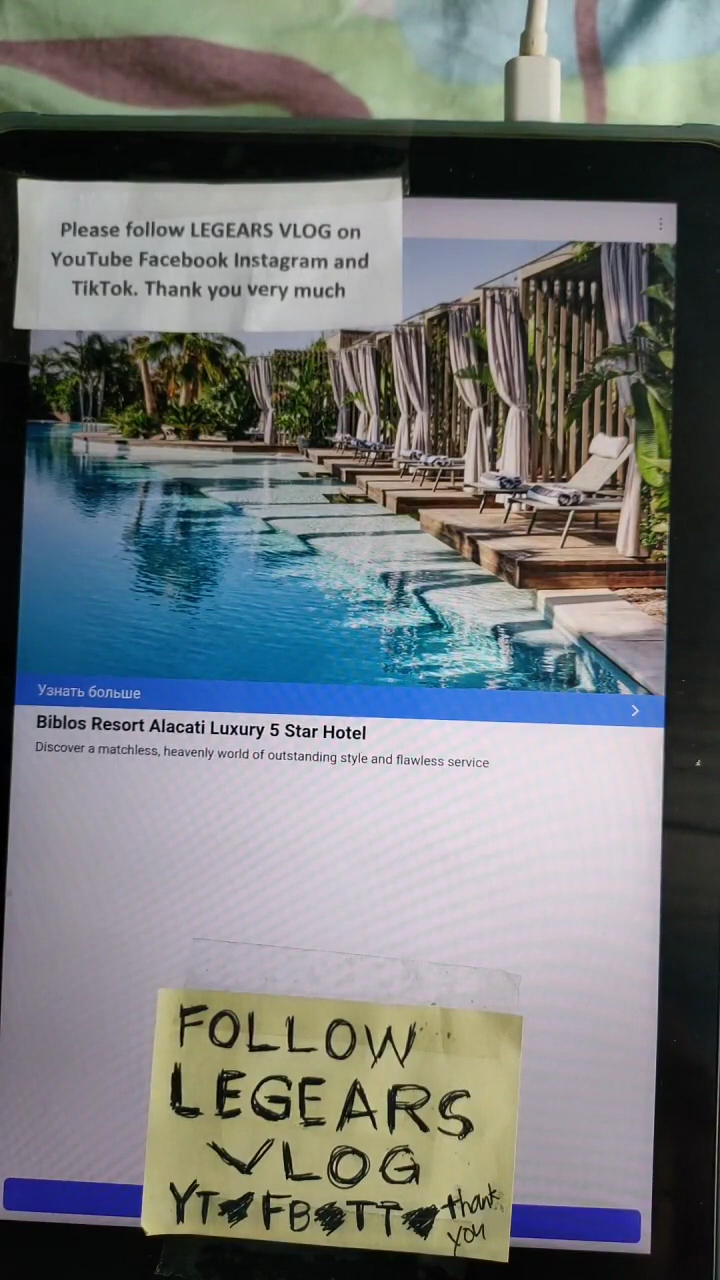 Please follow LEGEARS VLOG on
YouTube Facebook Instagram and
TikTok. Thank you very much
Узнать больше
Biblos Resort Alacati Luxury 5 Star Hotel
Discover a matchless, heavenly world of outstanding style and flawless service
FOLLOW
LEGEARS
VLOG
YT FB TT thank
you